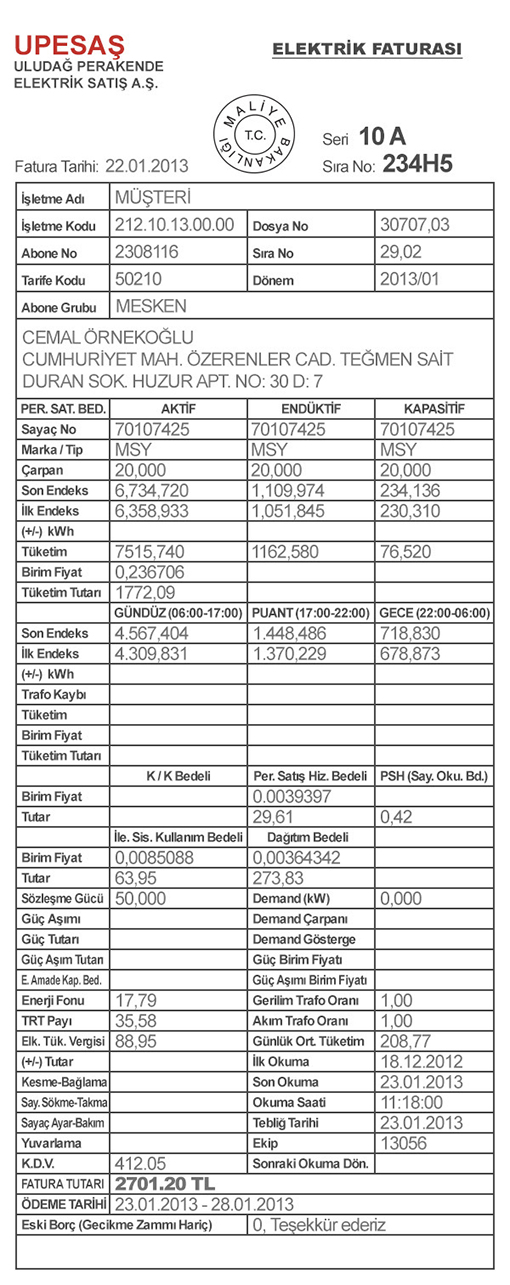 UPESAŞ
ULUDAĞ PERAKENDE
ELEKTRİK SATIŞ A.Ş.
ELEKTRİK FATURASI
MALİYE BAKANLIĞI
T.C.
Seri 10 A
Fatura Tarihi: 22.01.2013 Sıra No: 234H5
İşletme Adı MÜŞTERİ
İşletme Kodu 212.10.13.00.00 Dosya No 30707,03
Abone No 2308116 Sıra No 29,02
Tarife Kodu 50210 Dönem 2013/01
Abone Grubu MESKEN
CEMAL ÖRNEKOĞLU
CUMHURİYET MAH. ÖZERENLER CAD. TEĞMEN SAİT
DURAN SOK. HUZUR APT. NO: 30 D: 7
PER. SAT. BED. AKTİF ENDÜKTİF KAPASİTİF
Sayaç No 70107425 70107425 70107425
Marka / Tip MSY MSY MSY
Çarpan 20,000 20,000 20,000
Son Endeks 6,734,720 1,109,974 234,136
İlk Endeks 6,358,933 1,051,845 230,310
(+/-) kWh
Tüketim 7515,740 1162,580 76,520
Birim Fiyat 0,236706
Tüketim Tutarı 1772,09
GÜNDÜZ (06:00-17:00) PUANT (17:00-22:00) GECE (22:00-06:00)
Son Endeks 4.567,404 1.448,486 718,830
İlk Endeks 4.309,831 1.370,229 678,873
(+/-) kWh
Trafo Kaybı
Tüketim
Birim Fiyat
Tüketim Tutarı
K / K Bedeli Per. Satış Hiz. Bedeli PSH (Say. Oku. Bd.)
Birim Fiyat 0.0039397
Tutar 29,61 0,42
İle. Sis. Kullanım Bedeli Dağıtım Bedeli
Birim Fiyat 0,0085088 0,00364342
Tutar 63,95 273,83
Sözleşme Gücü 50,000 Demand (kW) 0,000
Güç Aşımı Demand Çarpanı
Güç Tutarı Demand Gösterge
Güç Aşım Tutarı Güç Birim Fiyatı
E. Amade Kap. Bed. Güç Aşımı Birim Fiyatı
Enerji Fonu 17,79 Gerilim Trafo Oranı 1,00
TRT Payı 35,58 Akım Trafo Oranı 1,00
Elk. Tük. Vergisi 88,95 Günlük Ort. Tüketim 208,77
(+/-) Tutar İlk Okuma 18.12.2012
Kesme-Bağlama Son Okuma 23.01.2013
Say. Sökme-Takma Okuma Saati 11:18:00
Sayaç Ayar-Bakım Tebliğ Tarihi 23.01.2013
Yuvarlama Ekip 13056
K.D.V. 412.05 Sonraki Okuma Dön.
FATURA TUTARI 2701.20 TL
ÖDEME TARİHİ 23.01.2013 - 28.01.2013
Eski Borç (Gecikme Zammı Hariç) 0, Teşekkür ederiz